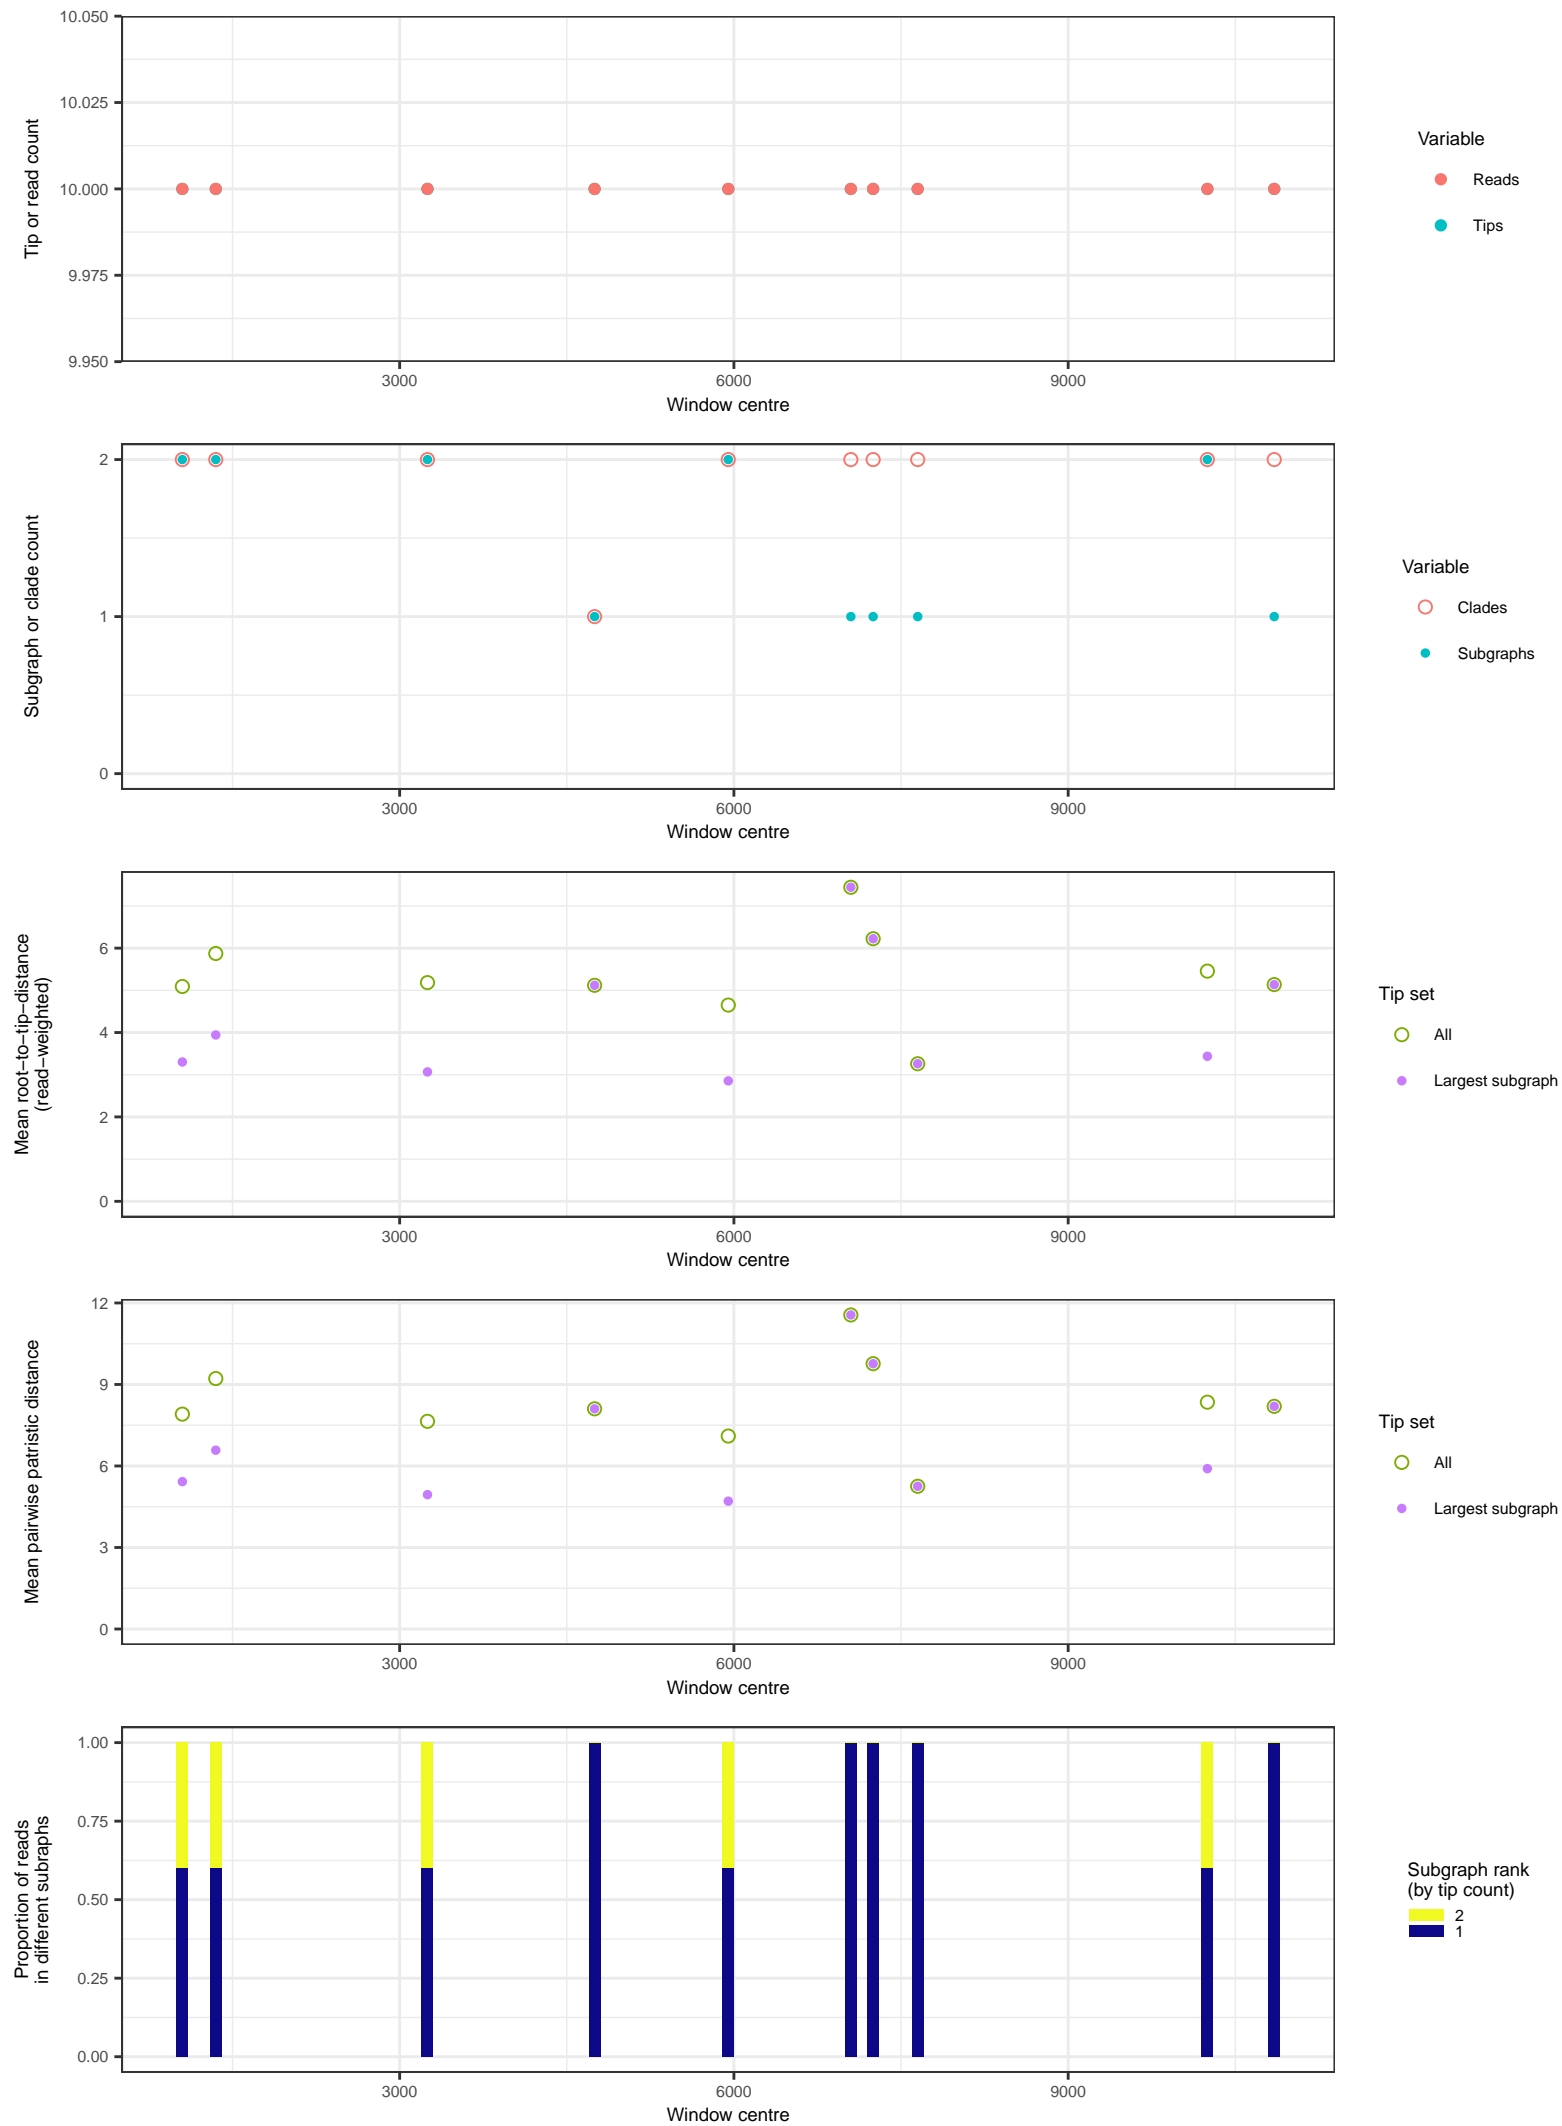 10.050
10.025
10.000
9.975
9.950
Tip or read count
3000 6000 9000
Window centre
Variable
Reads
Tips
2
1
0
Subgraph or clade count
3000 6000 9000
Window centre
Variable
Clades
Subgraphs
6
4
2
0
Mean root−to−tip−distance
(read−weighted)
3000 6000 9000
Window centre
Tip set
All
Largest subgraph
12
9
6
3
0
Mean pairwise patristic distance
3000 6000 9000
Window centre
Tip set
All
Largest subgraph
1.00
0.75
0.50
0.25
0.00
Proportion of reads
in different subraphs
3000 6000 9000
Window centre
Subgraph rank
(by tip count)
2
1